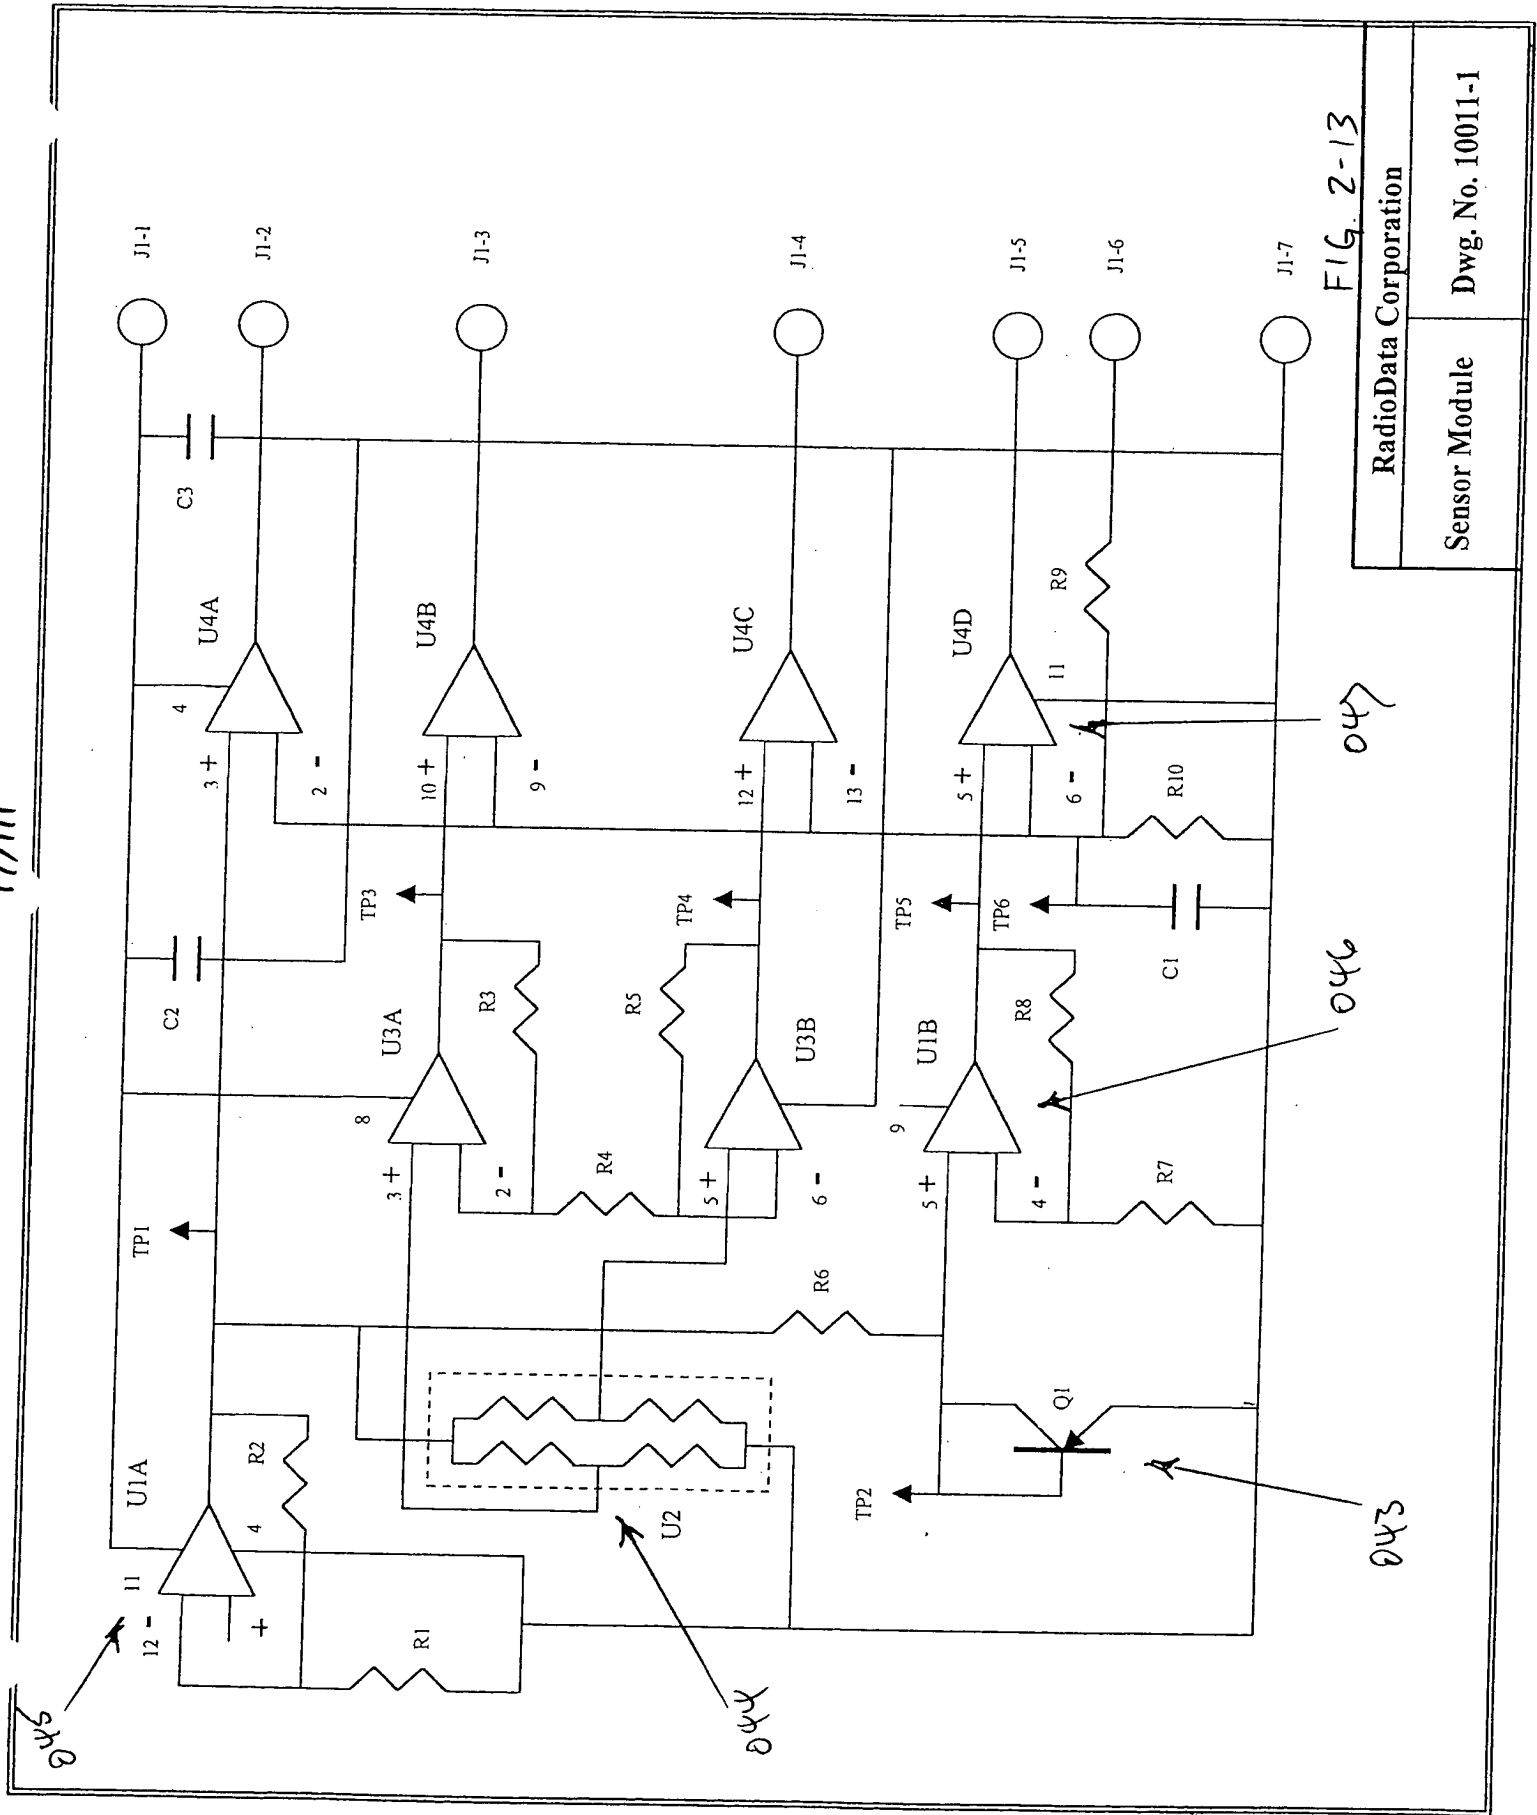 J1-1
J1-2
J1-3
J1-4
J1-5
J1-6
J1-7
C3
U4A
4
3 +
2 -
U4B
10 +
9 -
U4C
12 +
13 -
U4D
11
5 +
6 -
R9
R10
047
C2
TP3
TP4
TP5
TP6
C1
U3A
8
3 +
2 -
R3
R4
R5
U3B
5 +
6 -
U1B
9
5 +
4 -
R8
R7
046
TP1
R6
U1A
11
12 -
+
4
R2
R1
045
U2
044
TP2
Q1
043
FIG. 2-13
RadioData Corporation
Sensor Module
Dwg. No. 10011-1